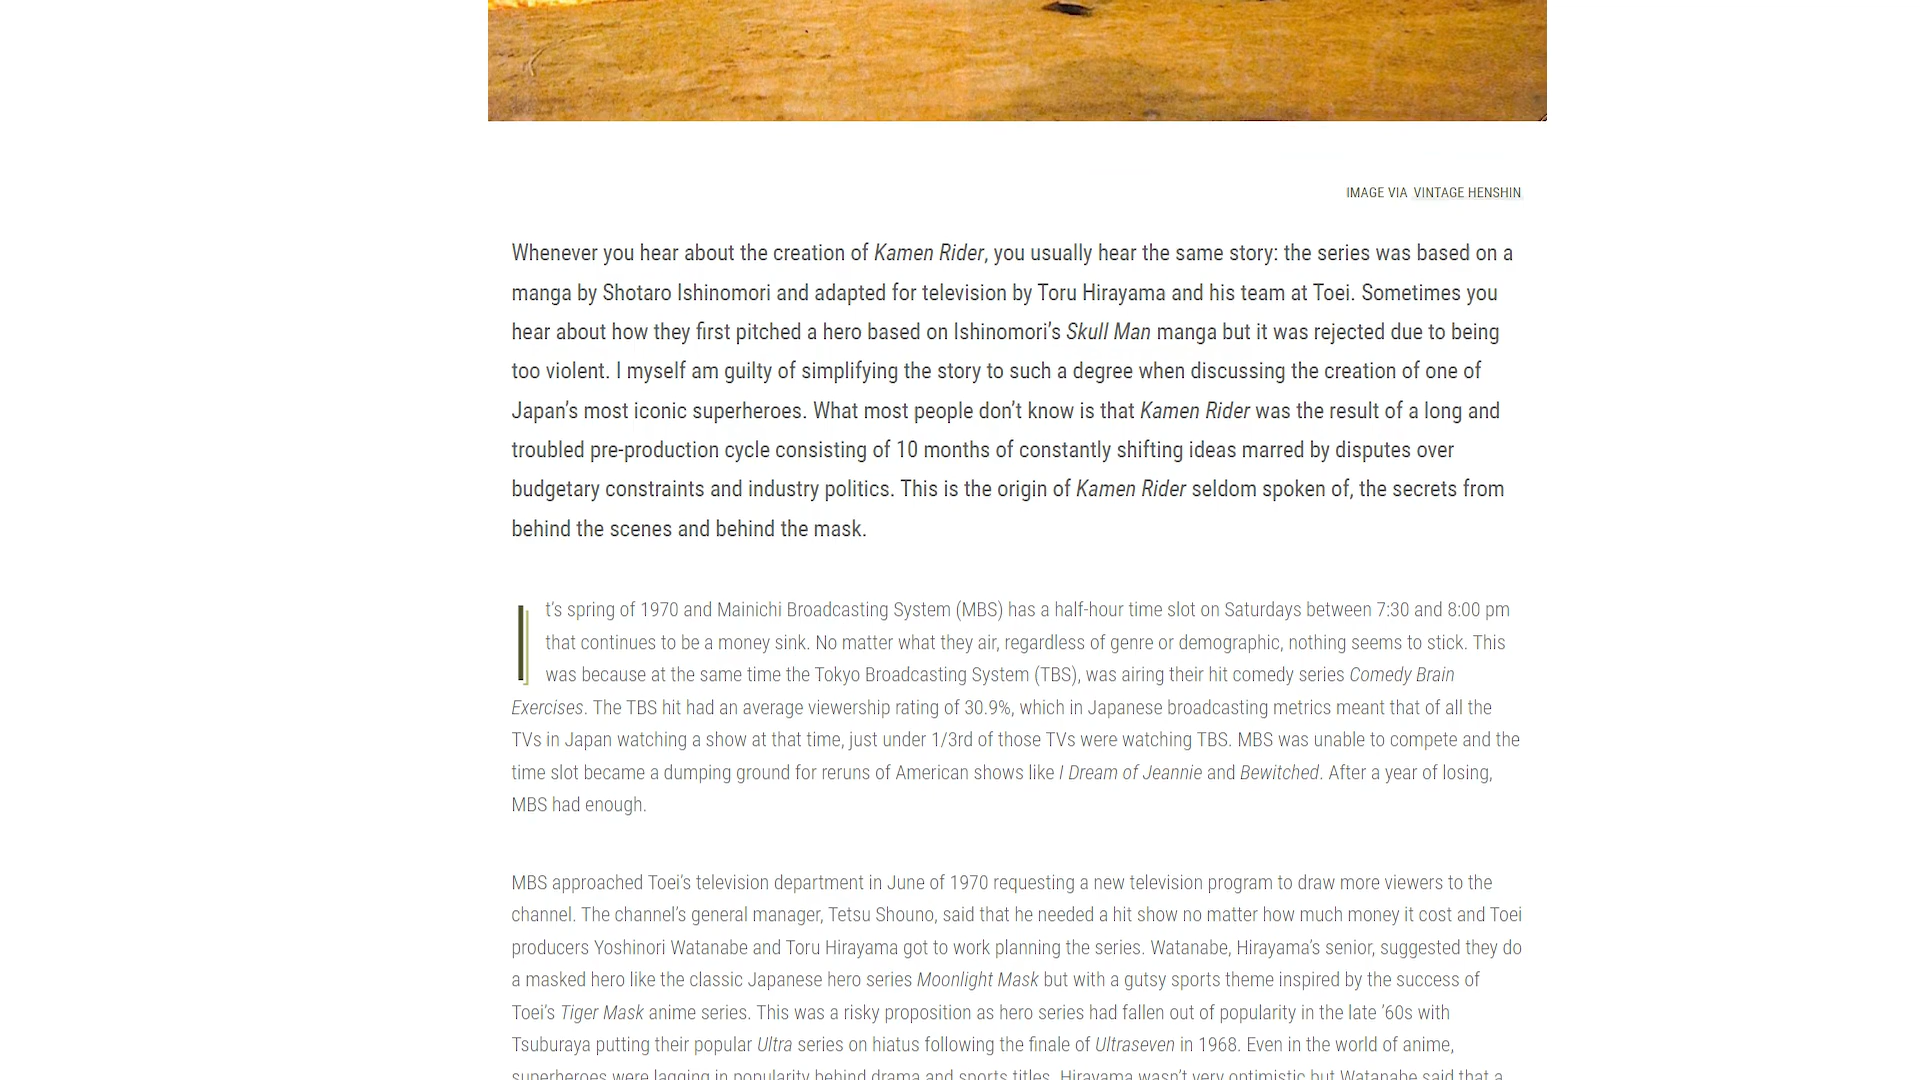 IMAGE VIA VINTAGE HENSHIN
Whenever you hear about the creation of Kamen Rider, you usually hear the same story: the series was based on a
manga by Shotaro Ishinomori and adapted for television by Toru Hirayama and his team at Toei. Sometimes you
hear about how they first pitched a hero based on Ishinomori’s Skull Man manga but it was rejected due to being
too violent. I myself am guilty of simplifying the story to such a degree when discussing the creation of one of
Japan’s most iconic superheroes. What most people don’t know is that Kamen Rider was the result of a long and
troubled pre-production cycle consisting of 10 months of constantly shifting ideas marred by disputes over
budgetary constraints and industry politics. This is the origin of Kamen Rider seldom spoken of, the secrets from
behind the scenes and behind the mask.
It’s spring of 1970 and Mainichi Broadcasting System (MBS) has a half-hour time slot on Saturdays between 7:30 and 8:00 pm
that continues to be a money sink. No matter what they air, regardless of genre or demographic, nothing seems to stick. This
was because at the same time the Tokyo Broadcasting System (TBS), was airing their hit comedy series Comedy Brain
Exercises. The TBS hit had an average viewership rating of 30.9%, which in Japanese broadcasting metrics meant that of all the
TVs in Japan watching a show at that time, just under 1/3rd of those TVs were watching TBS. MBS was unable to compete and the
time slot became a dumping ground for reruns of American shows like I Dream of Jeannie and Bewitched. After a year of losing,
MBS had enough.
MBS approached Toei’s television department in June of 1970 requesting a new television program to draw more viewers to the
channel. The channel’s general manager, Tetsu Shouno, said that he needed a hit show no matter how much money it cost and Toei
producers Yoshinori Watanabe and Toru Hirayama got to work planning the series. Watanabe, Hirayama’s senior, suggested they do
a masked hero like the classic Japanese hero series Moonlight Mask but with a gutsy sports theme inspired by the success of
Toei’s Tiger Mask anime series. This was a risky proposition as hero series had fallen out of popularity in the late ’60s with
Tsuburaya putting their popular Ultra series on hiatus following the finale of Ultraseven in 1968. Even in the world of anime,
superheroes were lagging in popularity behind drama and sports titles. Hirayama wasn’t very optimistic but Watanabe said that a